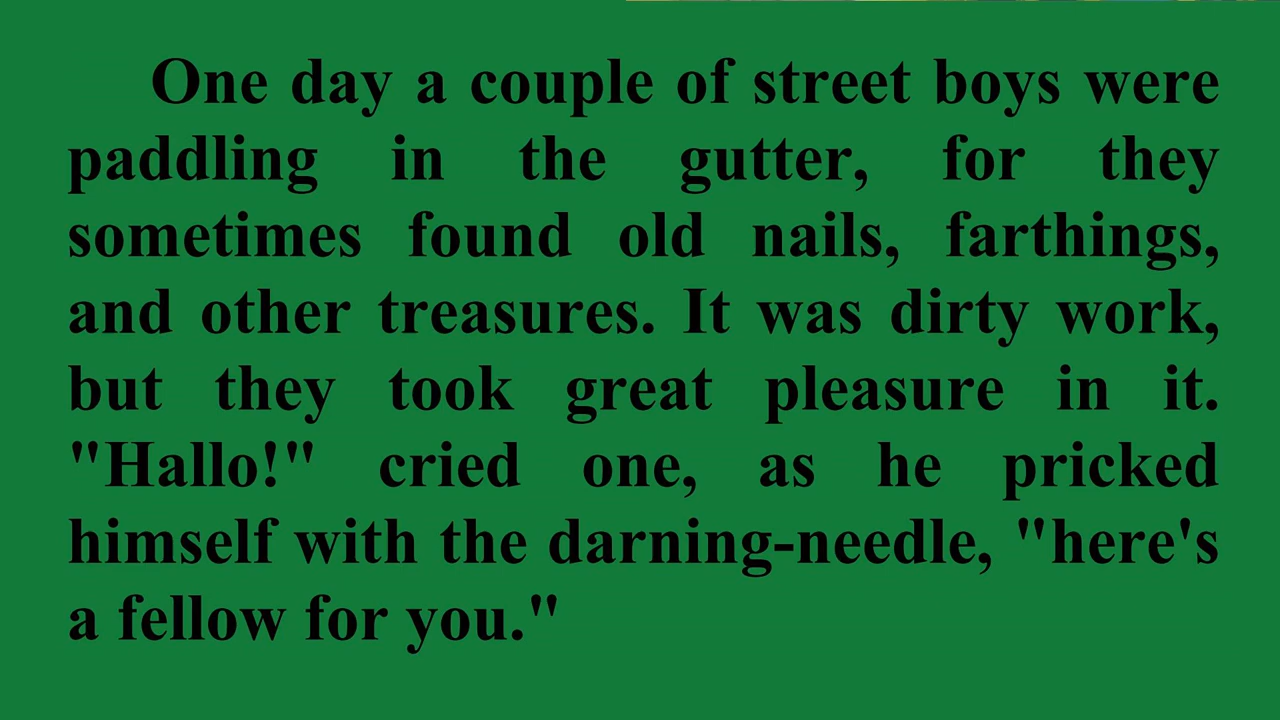 One day a couple of street boys were
paddling in the gutter, for they
sometimes found old nails, farthings,
and other treasures. It was dirty work,
but they took great pleasure in it.
"Hallo!" cried one, as he pricked
himself with the darning-needle, "here's
a fellow for you."